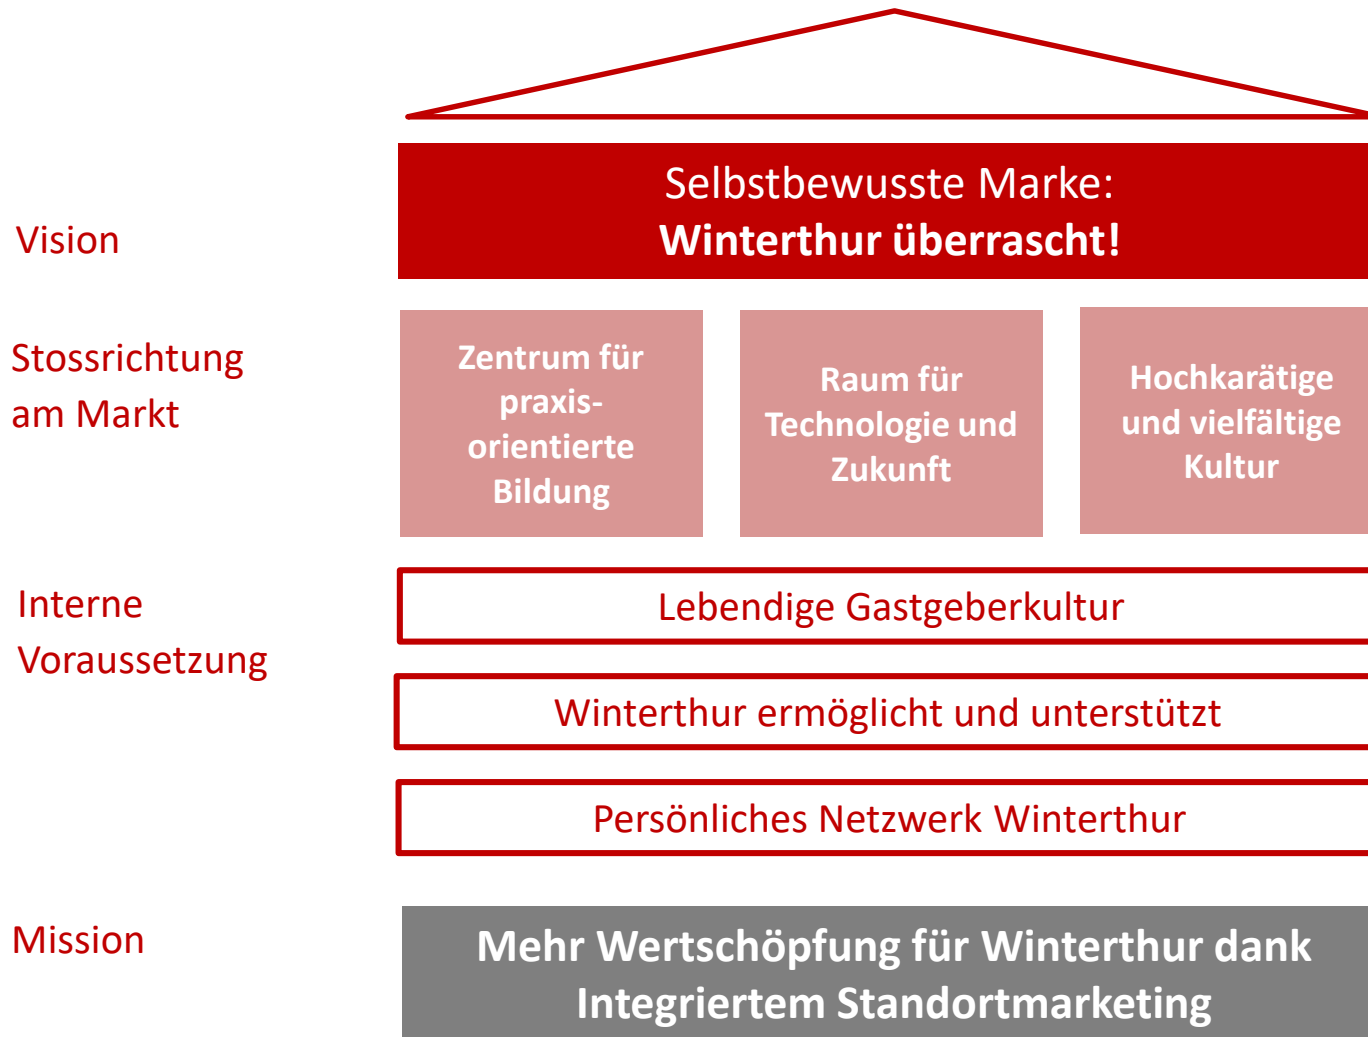 Selbstbewusste Marke:
Winterthur überrascht!
Vision
Stossrichtung
am Markt
Zentrum für
praxis-
orientierte
Bildung
Raum für
Technologie und
Zukunft
Hochkarätige
und vielfältige
Kultur
Interne
Voraussetzung
Lebendige Gastgeberkultur
Winterthur ermöglicht und unterstützt
Persönliches Netzwerk Winterthur
Mission
Mehr Wertschöpfung für Winterthur dank
Integriertem Standortmarketing